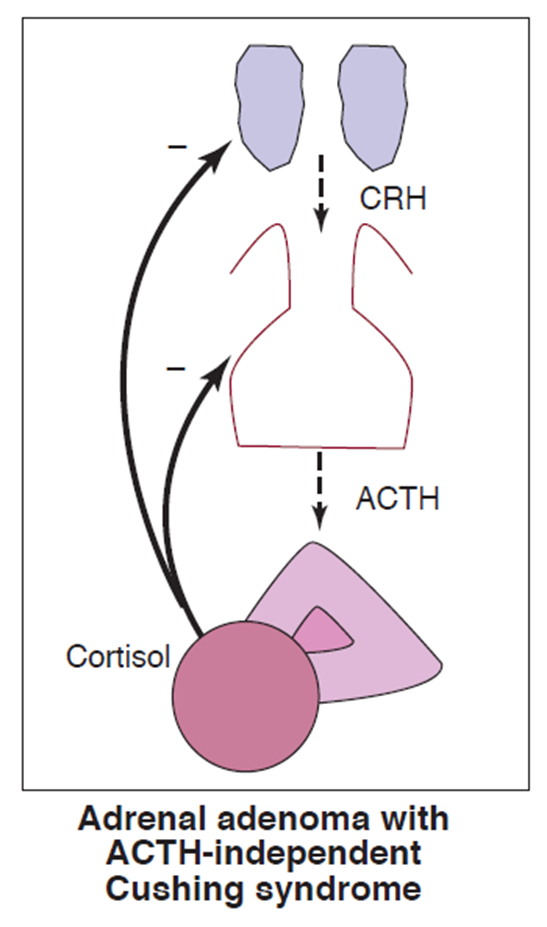 –
CRH
–
ACTH
Cortisol
Adrenal adenoma with
ACTH-independent
Cushing syndrome